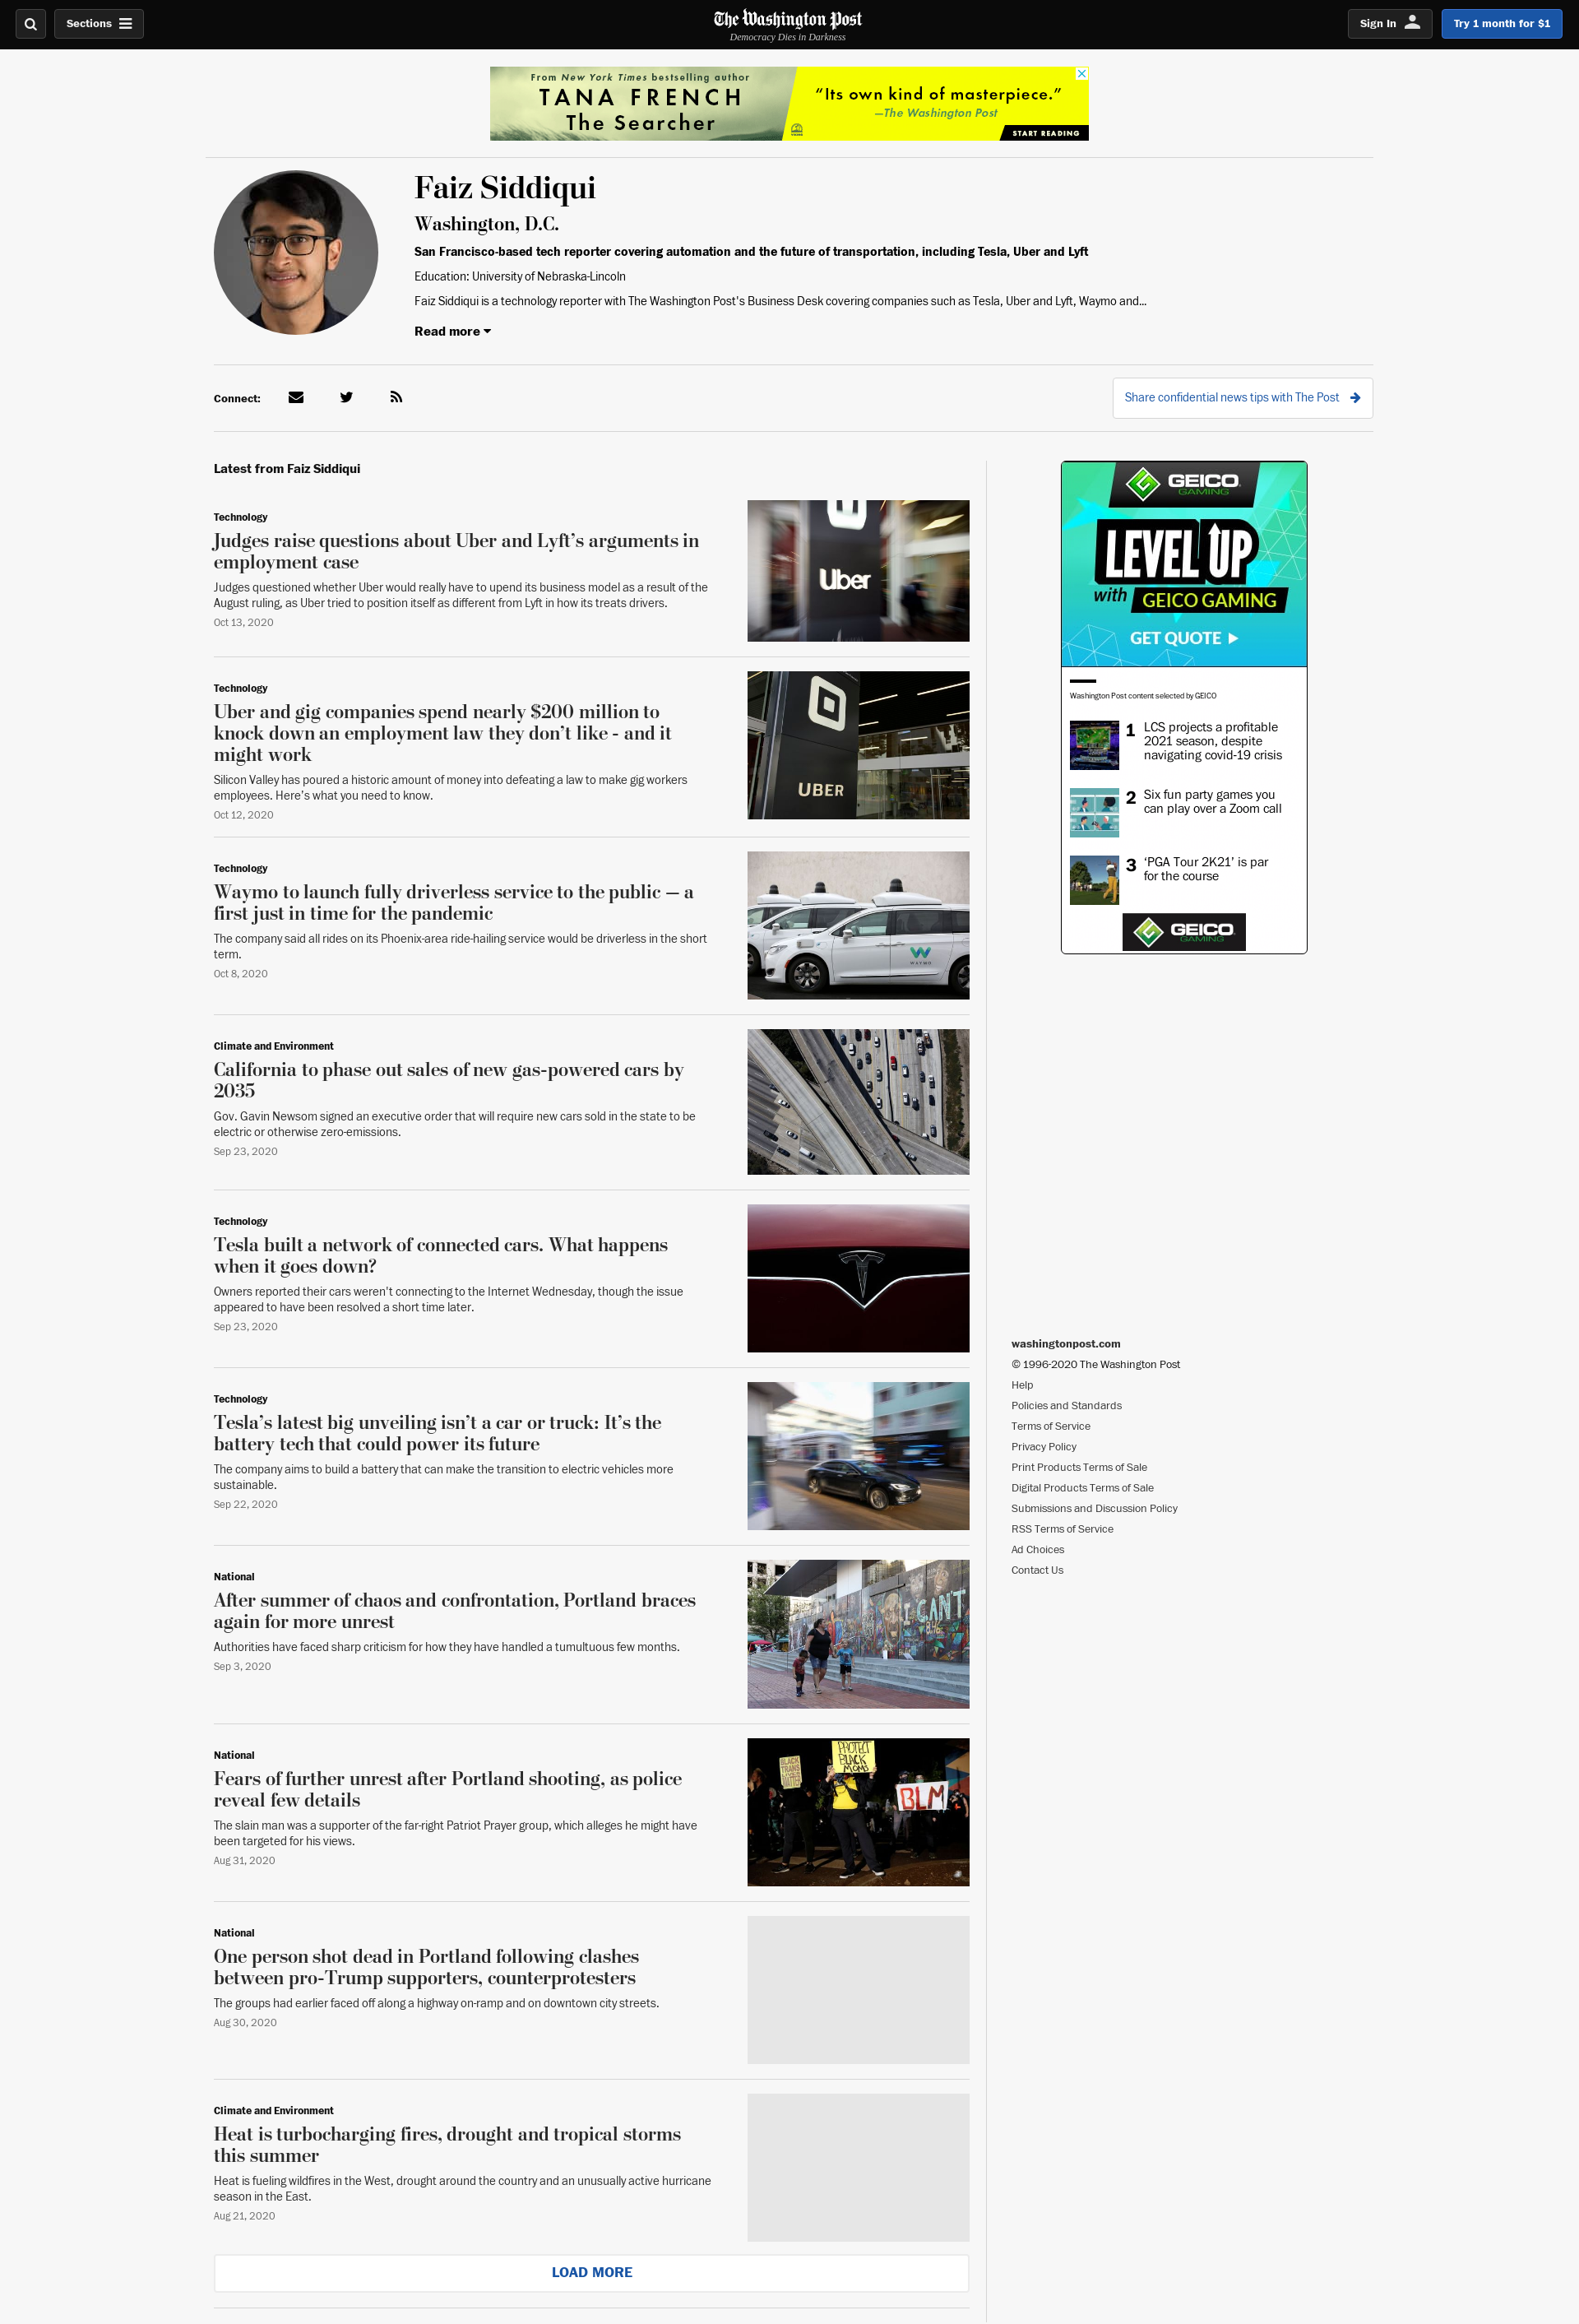 Sections
The Washington Post
Democracy Dies in Darkness
Sign In
Try 1 month for $1
From New York Times bestselling author
TANA FRENCH
The Searcher
“Its own kind of masterpiece.”
—The Washington Post
START READING
Faiz Siddiqui
Washington, D.C.
San Francisco-based tech reporter covering automation and the future of transportation, including Tesla, Uber and Lyft
Education: University of Nebraska-Lincoln
Faiz Siddiqui is a technology reporter with The Washington Post's Business Desk covering companies such as Tesla, Uber and Lyft, Waymo and...
Read more
Connect:
Share confidential news tips with The Post
Latest from Faiz Siddiqui
Technology
Judges raise questions about Uber and Lyft’s arguments in
employment case
Judges questioned whether Uber would really have to upend its business model as a result of the
August ruling, as Uber tried to position itself as different from Lyft in how its treats drivers.
Oct 13, 2020
Uber
Technology
Uber and gig companies spend nearly $200 million to
knock down an employment law they don’t like - and it
might work
Silicon Valley has poured a historic amount of money into defeating a law to make gig workers
employees. Here’s what you need to know.
Oct 12, 2020
UBER
Technology
Waymo to launch fully driverless service to the public — a
first just in time for the pandemic
The company said all rides on its Phoenix-area ride-hailing service would be driverless in the short
term.
Oct 8, 2020
WAYMO
Climate and Environment
California to phase out sales of new gas-powered cars by
2035
Gov. Gavin Newsom signed an executive order that will require new cars sold in the state to be
electric or otherwise zero-emissions.
Sep 23, 2020
Technology
Tesla built a network of connected cars. What happens
when it goes down?
Owners reported their cars weren't connecting to the Internet Wednesday, though the issue
appeared to have been resolved a short time later.
Sep 23, 2020
Technology
Tesla’s latest big unveiling isn’t a car or truck: It’s the
battery tech that could power its future
The company aims to build a battery that can make the transition to electric vehicles more
sustainable.
Sep 22, 2020
National
After summer of chaos and confrontation, Portland braces
again for more unrest
Authorities have faced sharp criticism for how they have handled a tumultuous few months.
Sep 3, 2020
I CAN'T
National
Fears of further unrest after Portland shooting, as police
reveal few details
The slain man was a supporter of the far-right Patriot Prayer group, which alleges he might have
been targeted for his views.
Aug 31, 2020
PROTECT
BLACK
MOMS
BLACK
TRANS
BLM
National
One person shot dead in Portland following clashes
between pro-Trump supporters, counterprotesters
The groups had earlier faced off along a highway on-ramp and on downtown city streets.
Aug 30, 2020
Climate and Environment
Heat is turbocharging fires, drought and tropical storms
this summer
Heat is fueling wildfires in the West, drought around the country and an unusually active hurricane
season in the East.
Aug 21, 2020
LOAD MORE
GEICO
GAMING
LEVEL UP
with GEICO GAMING
GET QUOTE
Washington Post content selected by GEICO
1 LCS projects a profitable
2021 season, despite
navigating covid-19 crisis
2 Six fun party games you
can play over a Zoom call
3 ‘PGA Tour 2K21’ is par
for the course
GEICO
GAMING
washingtonpost.com
© 1996-2020 The Washington Post
Help
Policies and Standards
Terms of Service
Privacy Policy
Print Products Terms of Sale
Digital Products Terms of Sale
Submissions and Discussion Policy
RSS Terms of Service
Ad Choices
Contact Us